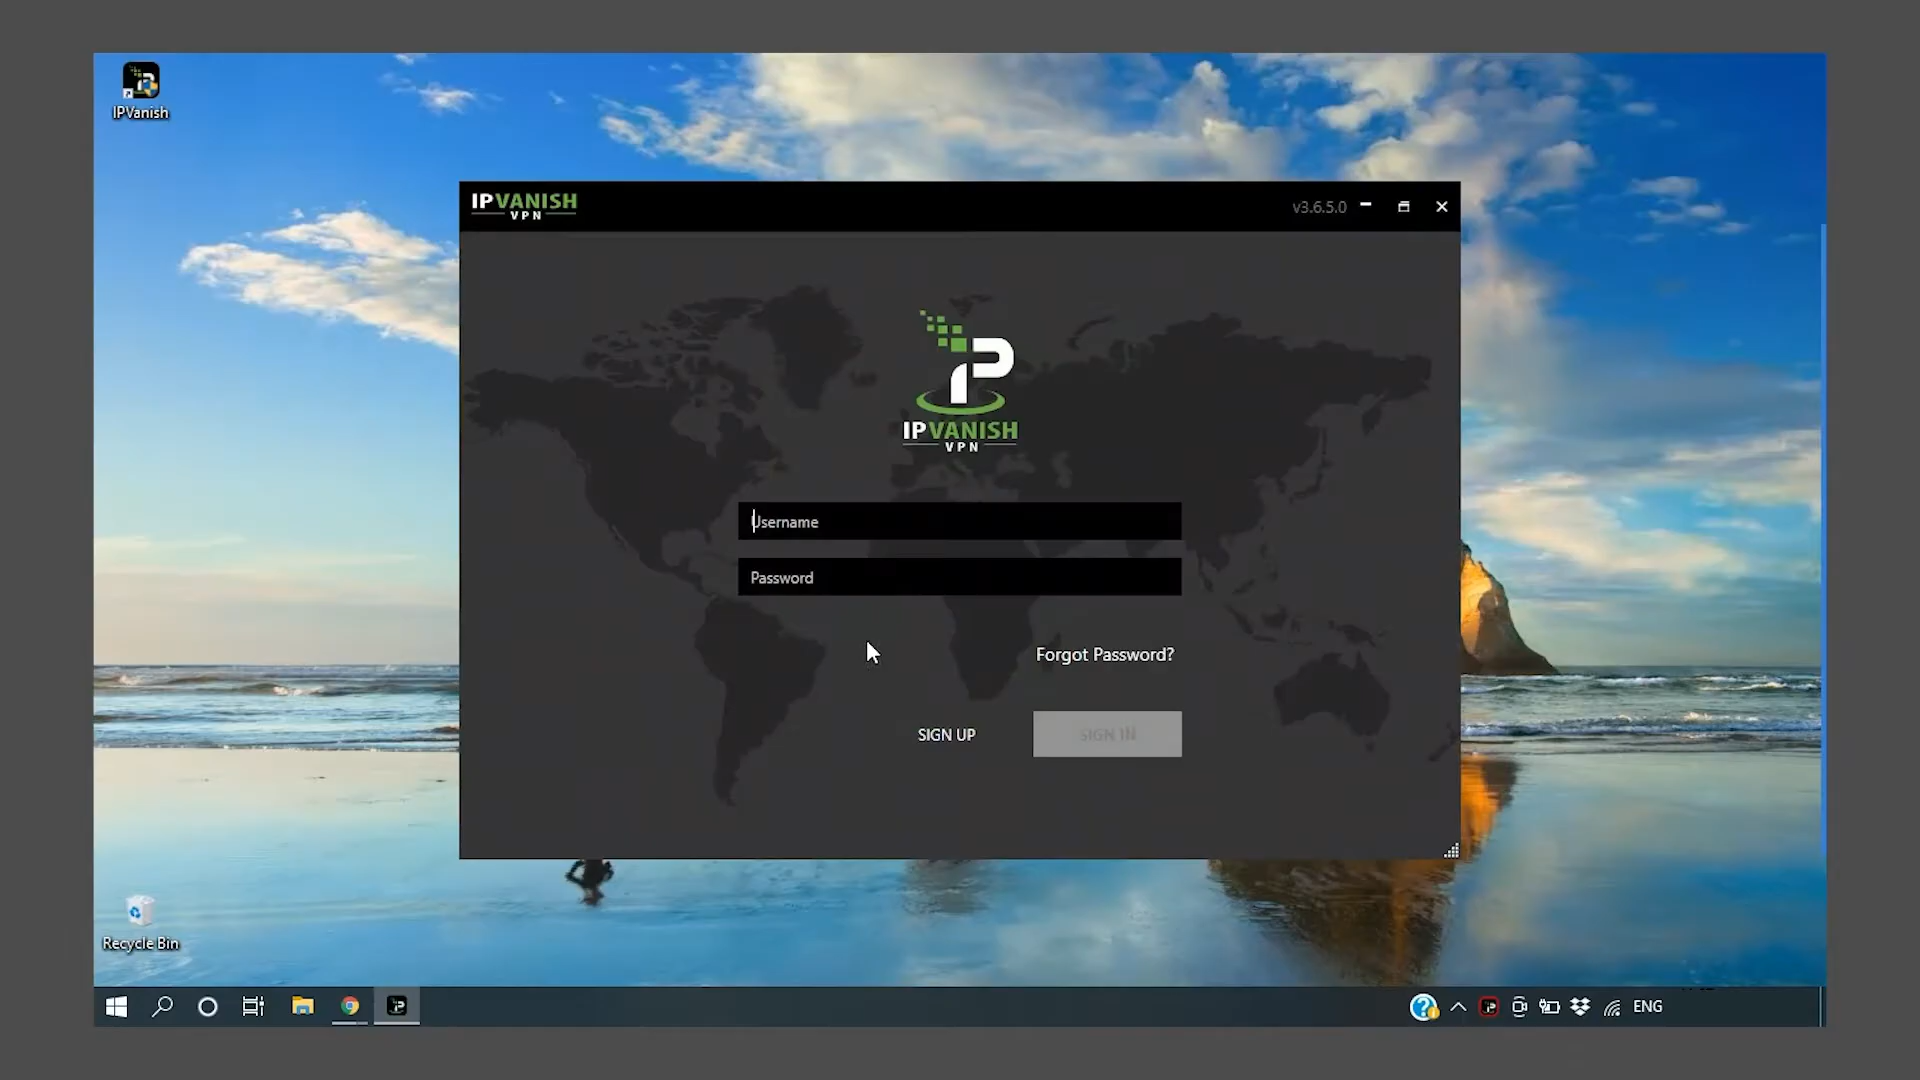 IPVanish
IPVANISH
VPN
v3.6.5.0
IPVANISH
VPN
Username
Password
Forgot Password?
SIGN UP
SIGN IN
Recycle Bin
ENG